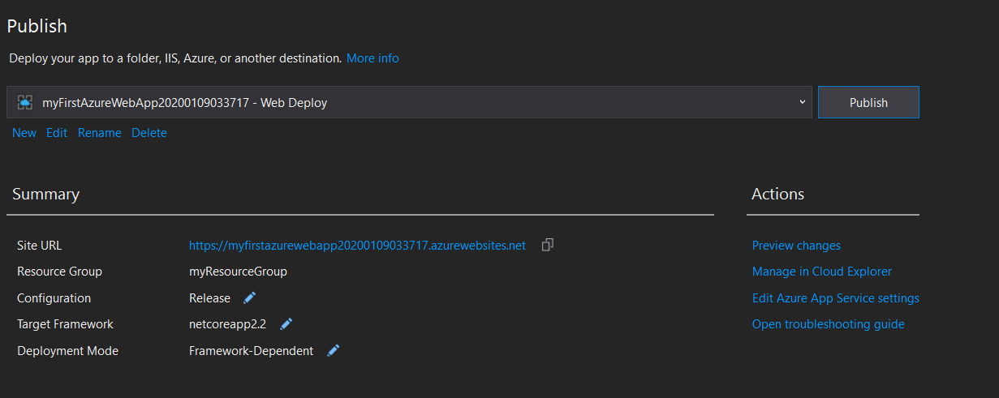 Publish
Deploy your app to a folder, IIS, Azure, or another destination. More info
myFirstAzureWebApp20200109033717 - Web Deploy
Publish
New Edit Rename Delete
Summary
Actions
Site URL https://myfirstazurewebapp20200109033717.azurewebsites.net
Preview changes
Resource Group myResourceGroup
Manage in Cloud Explorer
Configuration Release
Edit Azure App Service settings
Target Framework netcoreapp2.2
Open troubleshooting guide
Deployment Mode Framework-Dependent